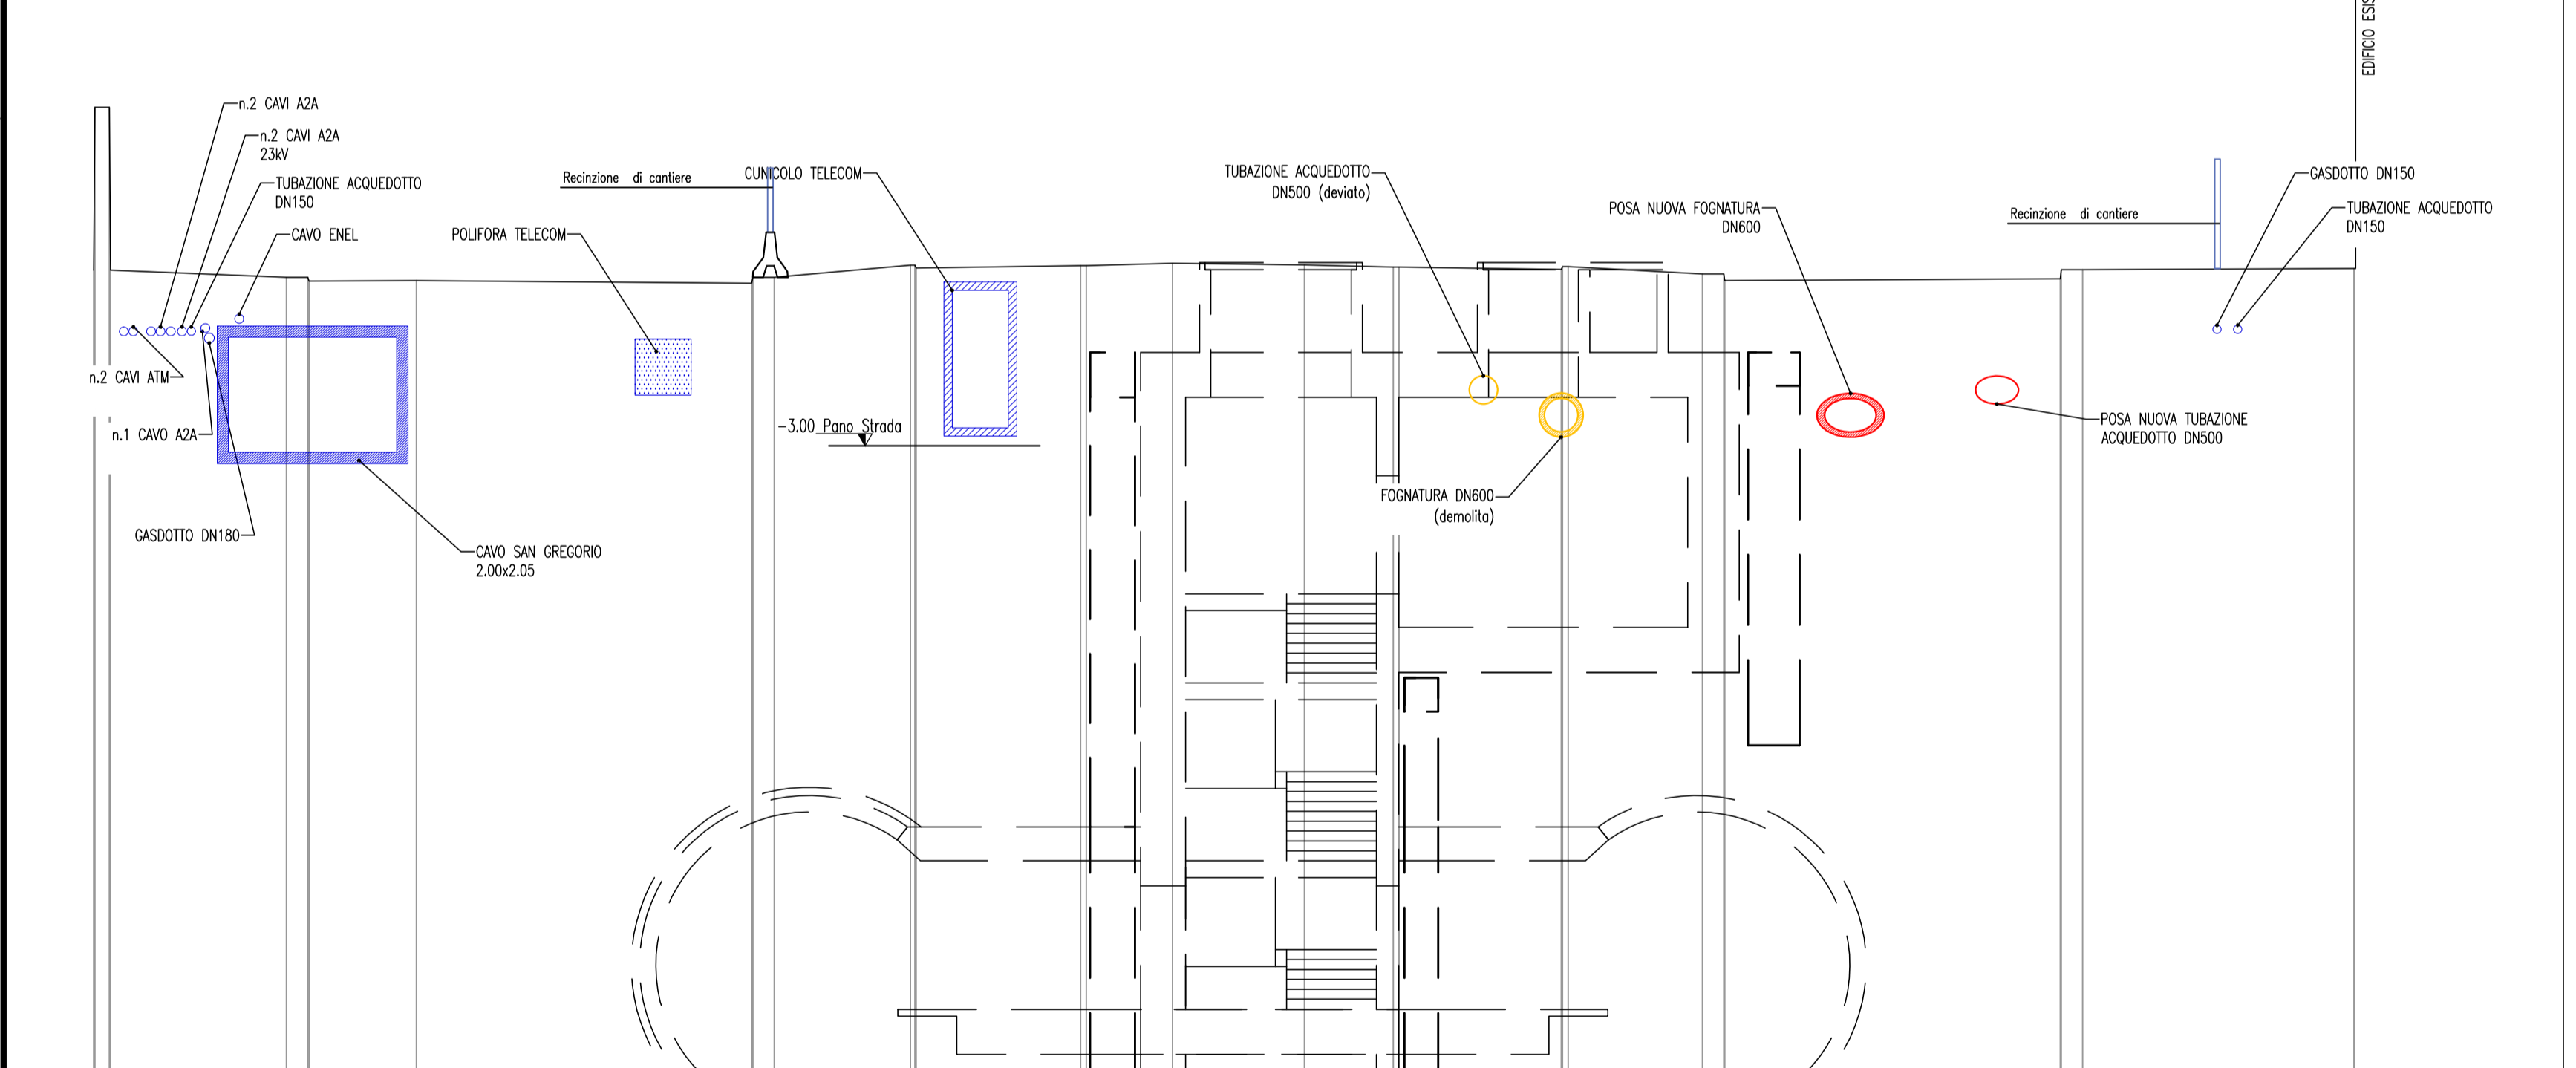 EDIFICIO ESIS
n.2 CAVI A2A
n.2 CAVI A2A
23kV
TUBAZIONE ACQUEDOTTO
DN150
CAVO ENEL
POLIFORA TELECOM
Recinzione di cantiere
CUNICOLO TELECOM
TUBAZIONE ACQUEDOTTO
DN500 (deviato)
POSA NUOVA FOGNATURA
DN600
Recinzione di cantiere
GASDOTTO DN150
TUBAZIONE ACQUEDOTTO
DN150
n.2 CAVI ATM
n.1 CAVO A2A
GASDOTTO DN180
CAVO SAN GREGORIO
2.00x2.05
-3.00 Pano Strada
FOGNATURA DN600
(demolita)
POSA NUOVA TUBAZIONE
ACQUEDOTTO DN500